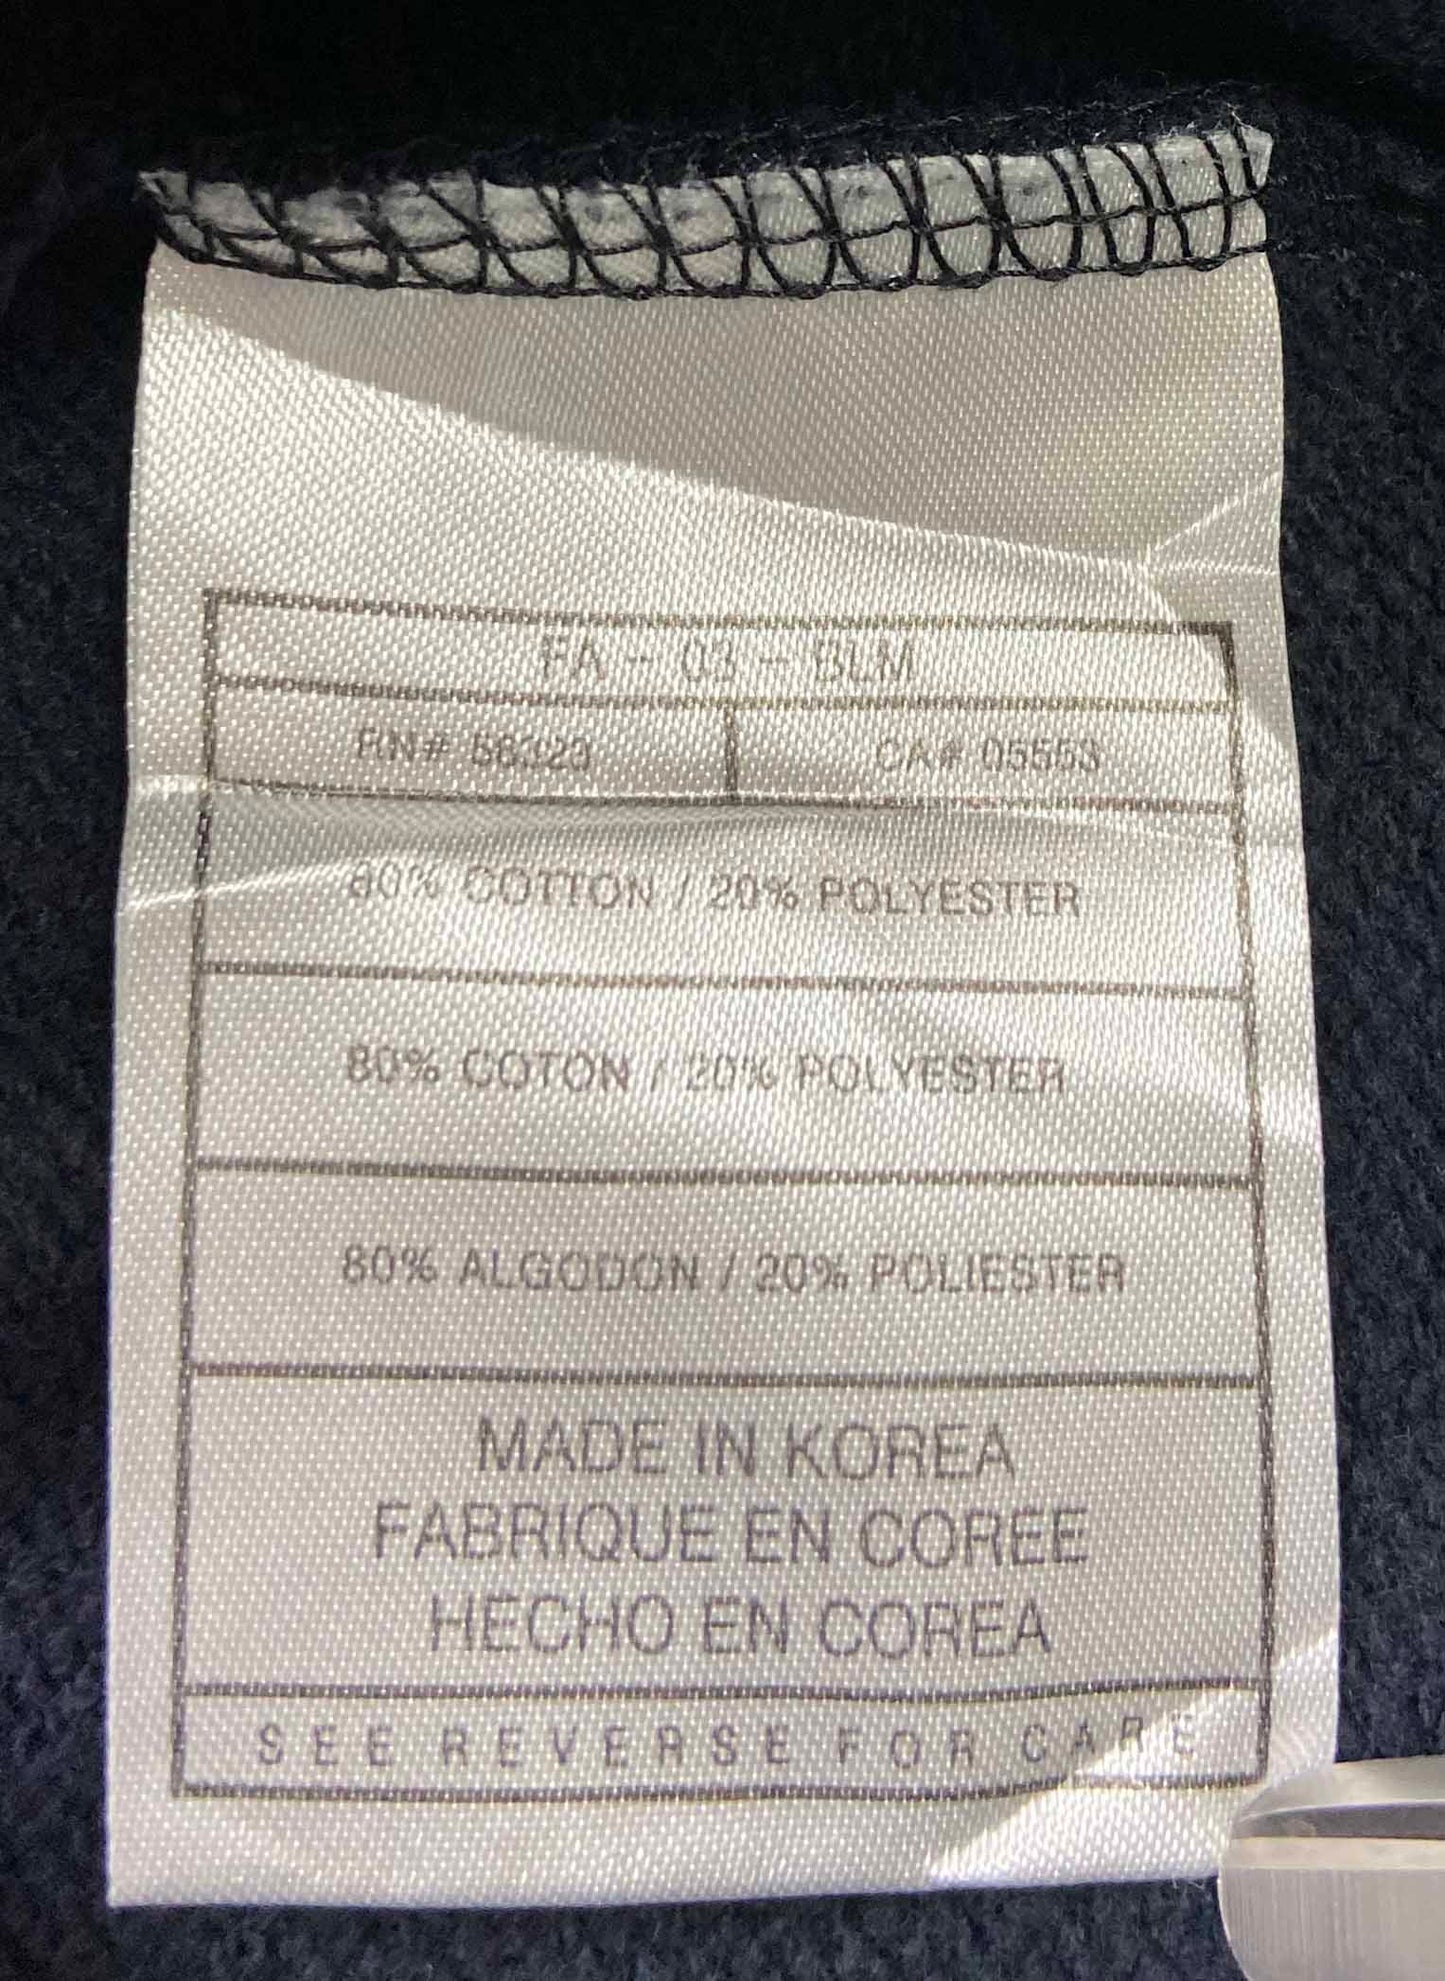 FA - 03 - BLM
RN# 56323
CA# 05553
80% COTTON / 20% POLYESTER
80% COTON / 20% POLYESTER
80% ALGODON / 20% POLIESTER
MADE IN KOREA
FABRIQUE EN COREE
HECHO EN COREA
SEE REVERSE FOR CARE